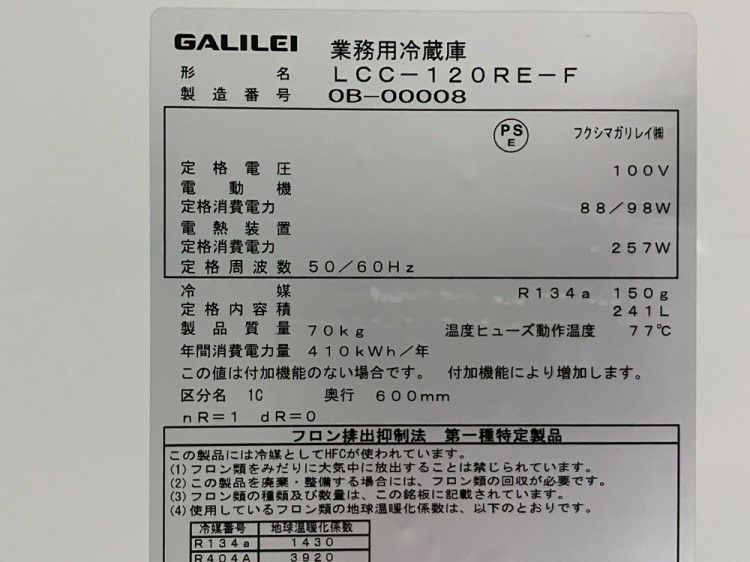 GALILEI 業務用冷蔵庫
形名 LCC-120RE-F
製造番号 0B-00008
PS E フクシマガリレイ㈱
定格電圧 100V
電動機
定格消費電力 88/98W
電熱装置
定格消費電力 257W
定格周波数 50/60Hz
冷媒 R134a 150g
定格内容積 241L
製品質量 70kg 温度ヒューズ動作温度 77℃
年間消費電力量 410kWh/年
この値は付加機能のない場合です。 付加機能により増加します。
区分名 1C 奥行 600mm
nR=1 dR=0
フロン排出抑制法 第一種特定製品
この製品には冷媒としてHFCが使われています。
(1)フロン類をみだりに大気中に放出することは禁じられています。
(2)この製品を廃棄・整備する場合には、フロン類の回収が必要です。
(3)フロン類の種類及び数量は、この銘板に記載されています。
(4)使用しているフロン類の地球温暖化係数は、以下のとおりです。
冷媒番号 地球温暖化係数
R134a 1430
R404A 3920